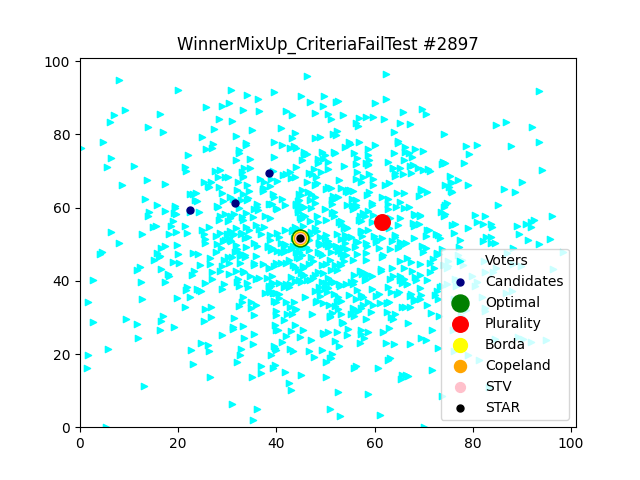 WinnerMixUp_CriteriaFailTest #2897
100
80
60
40
20
0
0 20 40 60 80 100
Voters
Candidates
Optimal
Plurality
Borda
Copeland
STV
STAR